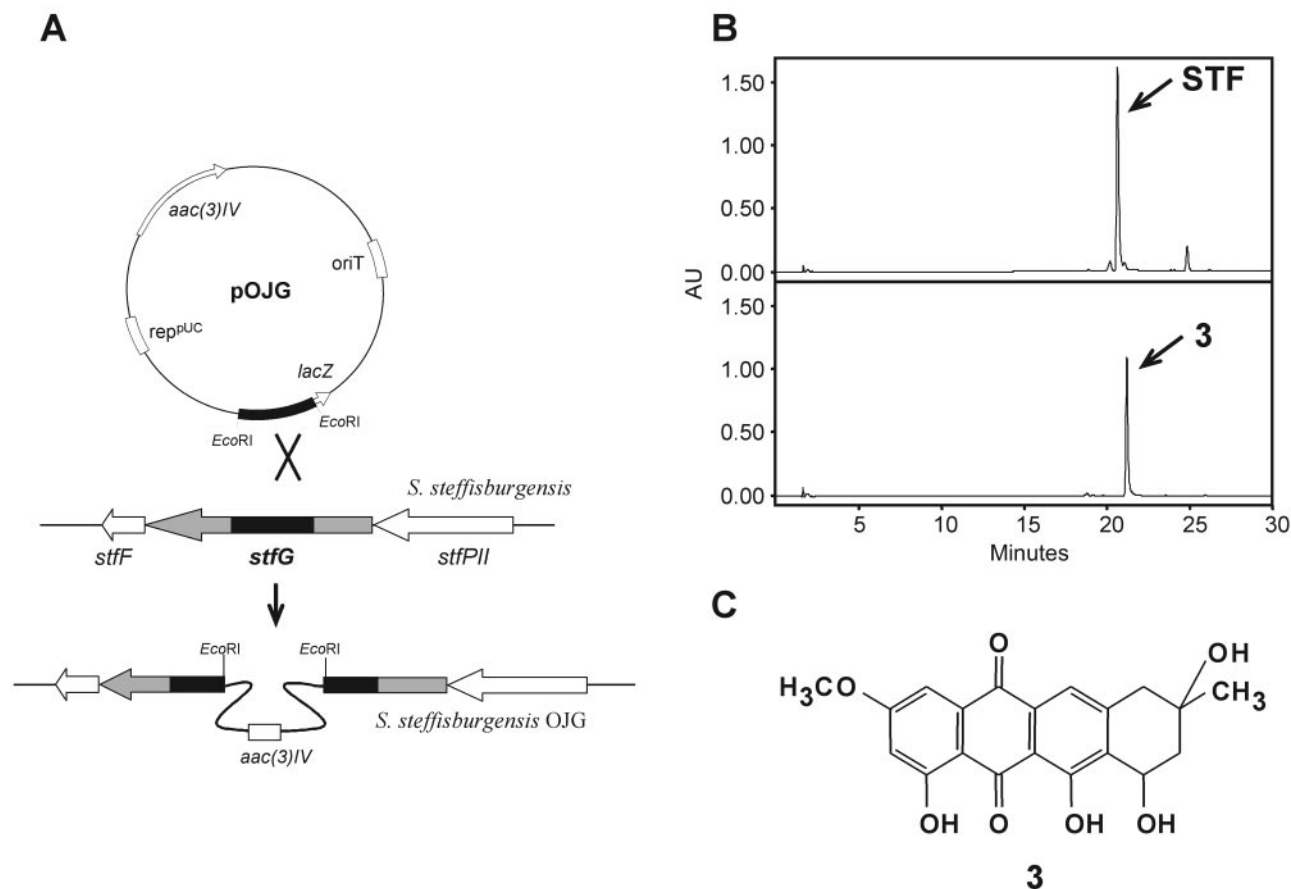 A
aac(3)IV
oriT
pOJG
rep^pUC
lacZ
EcoRI
EcoRI
S. steffisburgensis
stfF
stfG
stfPII
EcoRI
EcoRI
S. steffisburgensis OJG
aac(3)IV
B
STF
1.50
1.00
0.50
0.00
AU
3
1.50
1.00
0.50
0.00
5
10
15
20
25
30
Minutes
C
O
OH
H3CO
CH3
OH
O
OH
OH
3